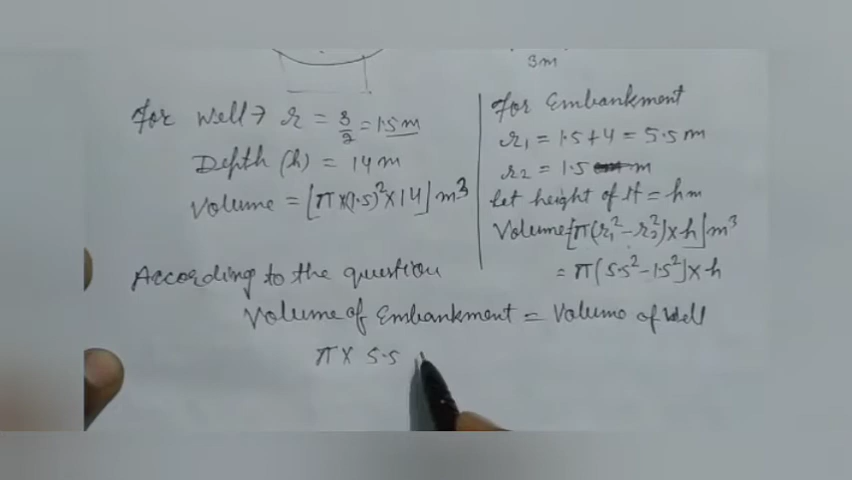 3m
For Well → r = 3/2 = 1.5 m
Depth (h) = 14 m
Volume = [π×(1.5)²×14] m³
For Embankment
r₁ = 1.5+4 = 5.5 m
r₂ = 1.5 m
Let height of it = h m
Volume = [π(r₁²-r₂²)×h] m³
= π(5.5²-1.5²)×h
According to the question
Volume of Embankment = Volume of Well
π × 5.5